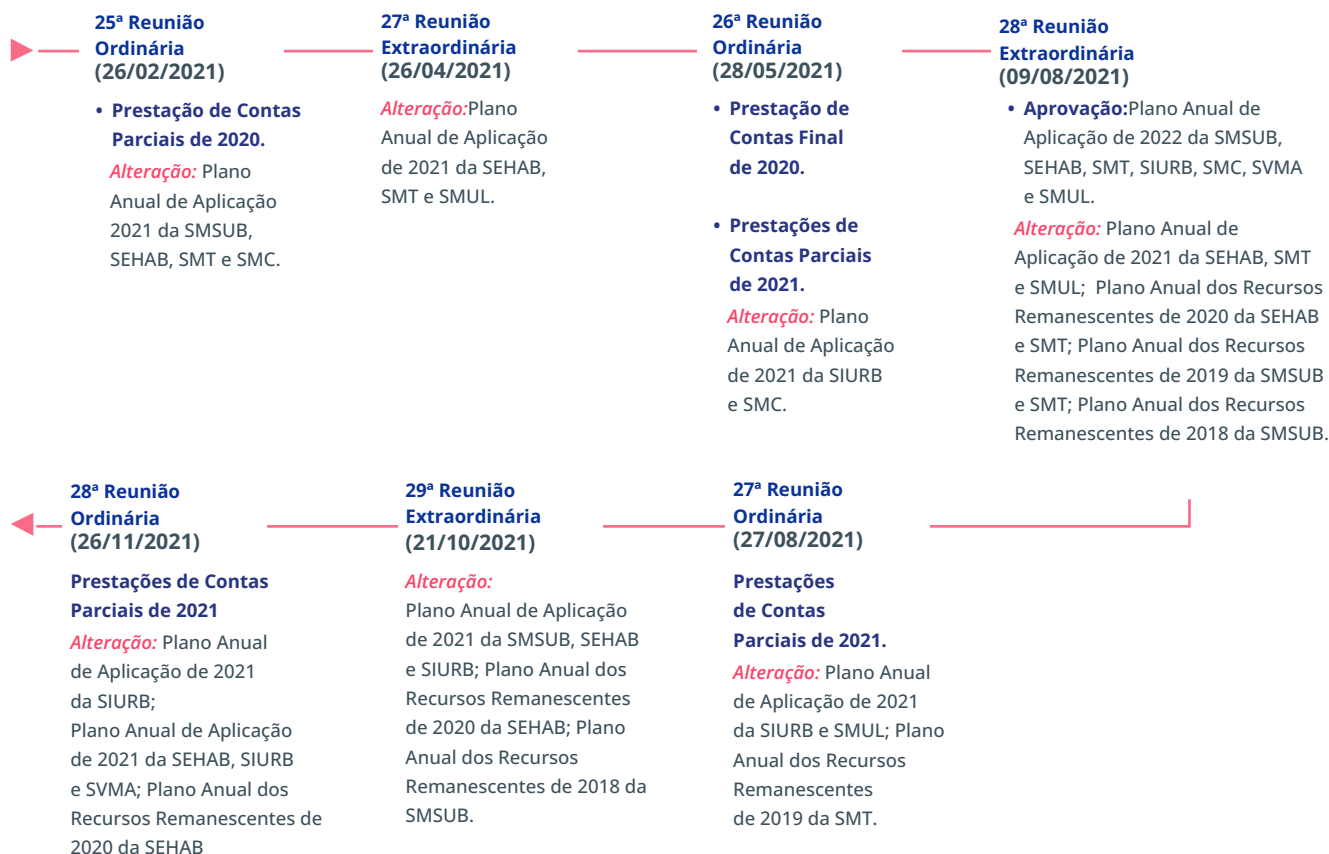 25ª Reunião
Ordinária
(26/02/2021)
• Prestação de Contas
Parciais de 2020.
Alteração: Plano
Anual de Aplicação
2021 da SMSUB,
SEHAB, SMT e SMC.
27ª Reunião
Extraordinária
(26/04/2021)
Alteração:Plano
Anual de Aplicação
de 2021 da SEHAB,
SMT e SMUL.
26ª Reunião
Ordinária
(28/05/2021)
• Prestação de
Contas Final
de 2020.
• Prestações de
Contas Parciais
de 2021.
Alteração: Plano
Anual de Aplicação
de 2021 da SIURB
e SMC.
28ª Reunião
Extraordinária
(09/08/2021)
• Aprovação:Plano Anual de
Aplicação de 2022 da SMSUB,
SEHAB, SMT, SIURB, SMC, SVMA
e SMUL.
Alteração: Plano Anual de
Aplicação de 2021 da SEHAB, SMT
e SMUL; Plano Anual dos Recursos
Remanescentes de 2020 da SEHAB
e SMT; Plano Anual dos Recursos
Remanescentes de 2019 da SMSUB
e SMT; Plano Anual dos Recursos
Remanescentes de 2018 da SMSUB.
27ª Reunião
Ordinária
(27/08/2021)
Prestações
de Contas
Parciais de 2021.
Alteração: Plano Anual
de Aplicação de 2021
da SIURB e SMUL; Plano
Anual dos Recursos
Remanescentes
de 2019 da SMT.
29ª Reunião
Extraordinária
(21/10/2021)
Alteração:
Plano Anual de Aplicação
de 2021 da SMSUB, SEHAB
e SIURB; Plano Anual dos
Recursos Remanescentes
de 2020 da SEHAB; Plano
Anual dos Recursos
Remanescentes de 2018 da
SMSUB.
28ª Reunião
Ordinária
(26/11/2021)
Prestações de Contas
Parciais de 2021
Alteração: Plano Anual
de Aplicação de 2021
da SIURB;
Plano Anual de Aplicação
de 2021 da SEHAB, SIURB
e SVMA; Plano Anual dos
Recursos Remanescentes de
2020 da SEHAB